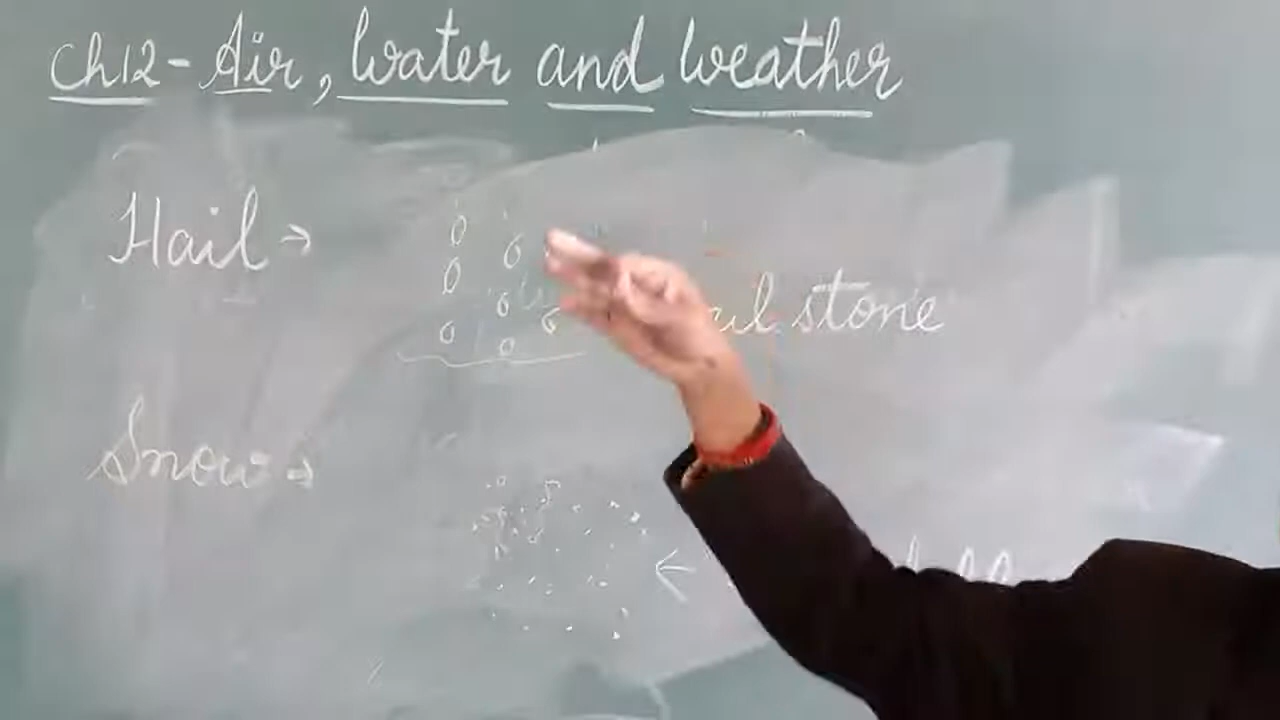 Ch12-Air, Water and Weather
Hail →
stone
Snow →